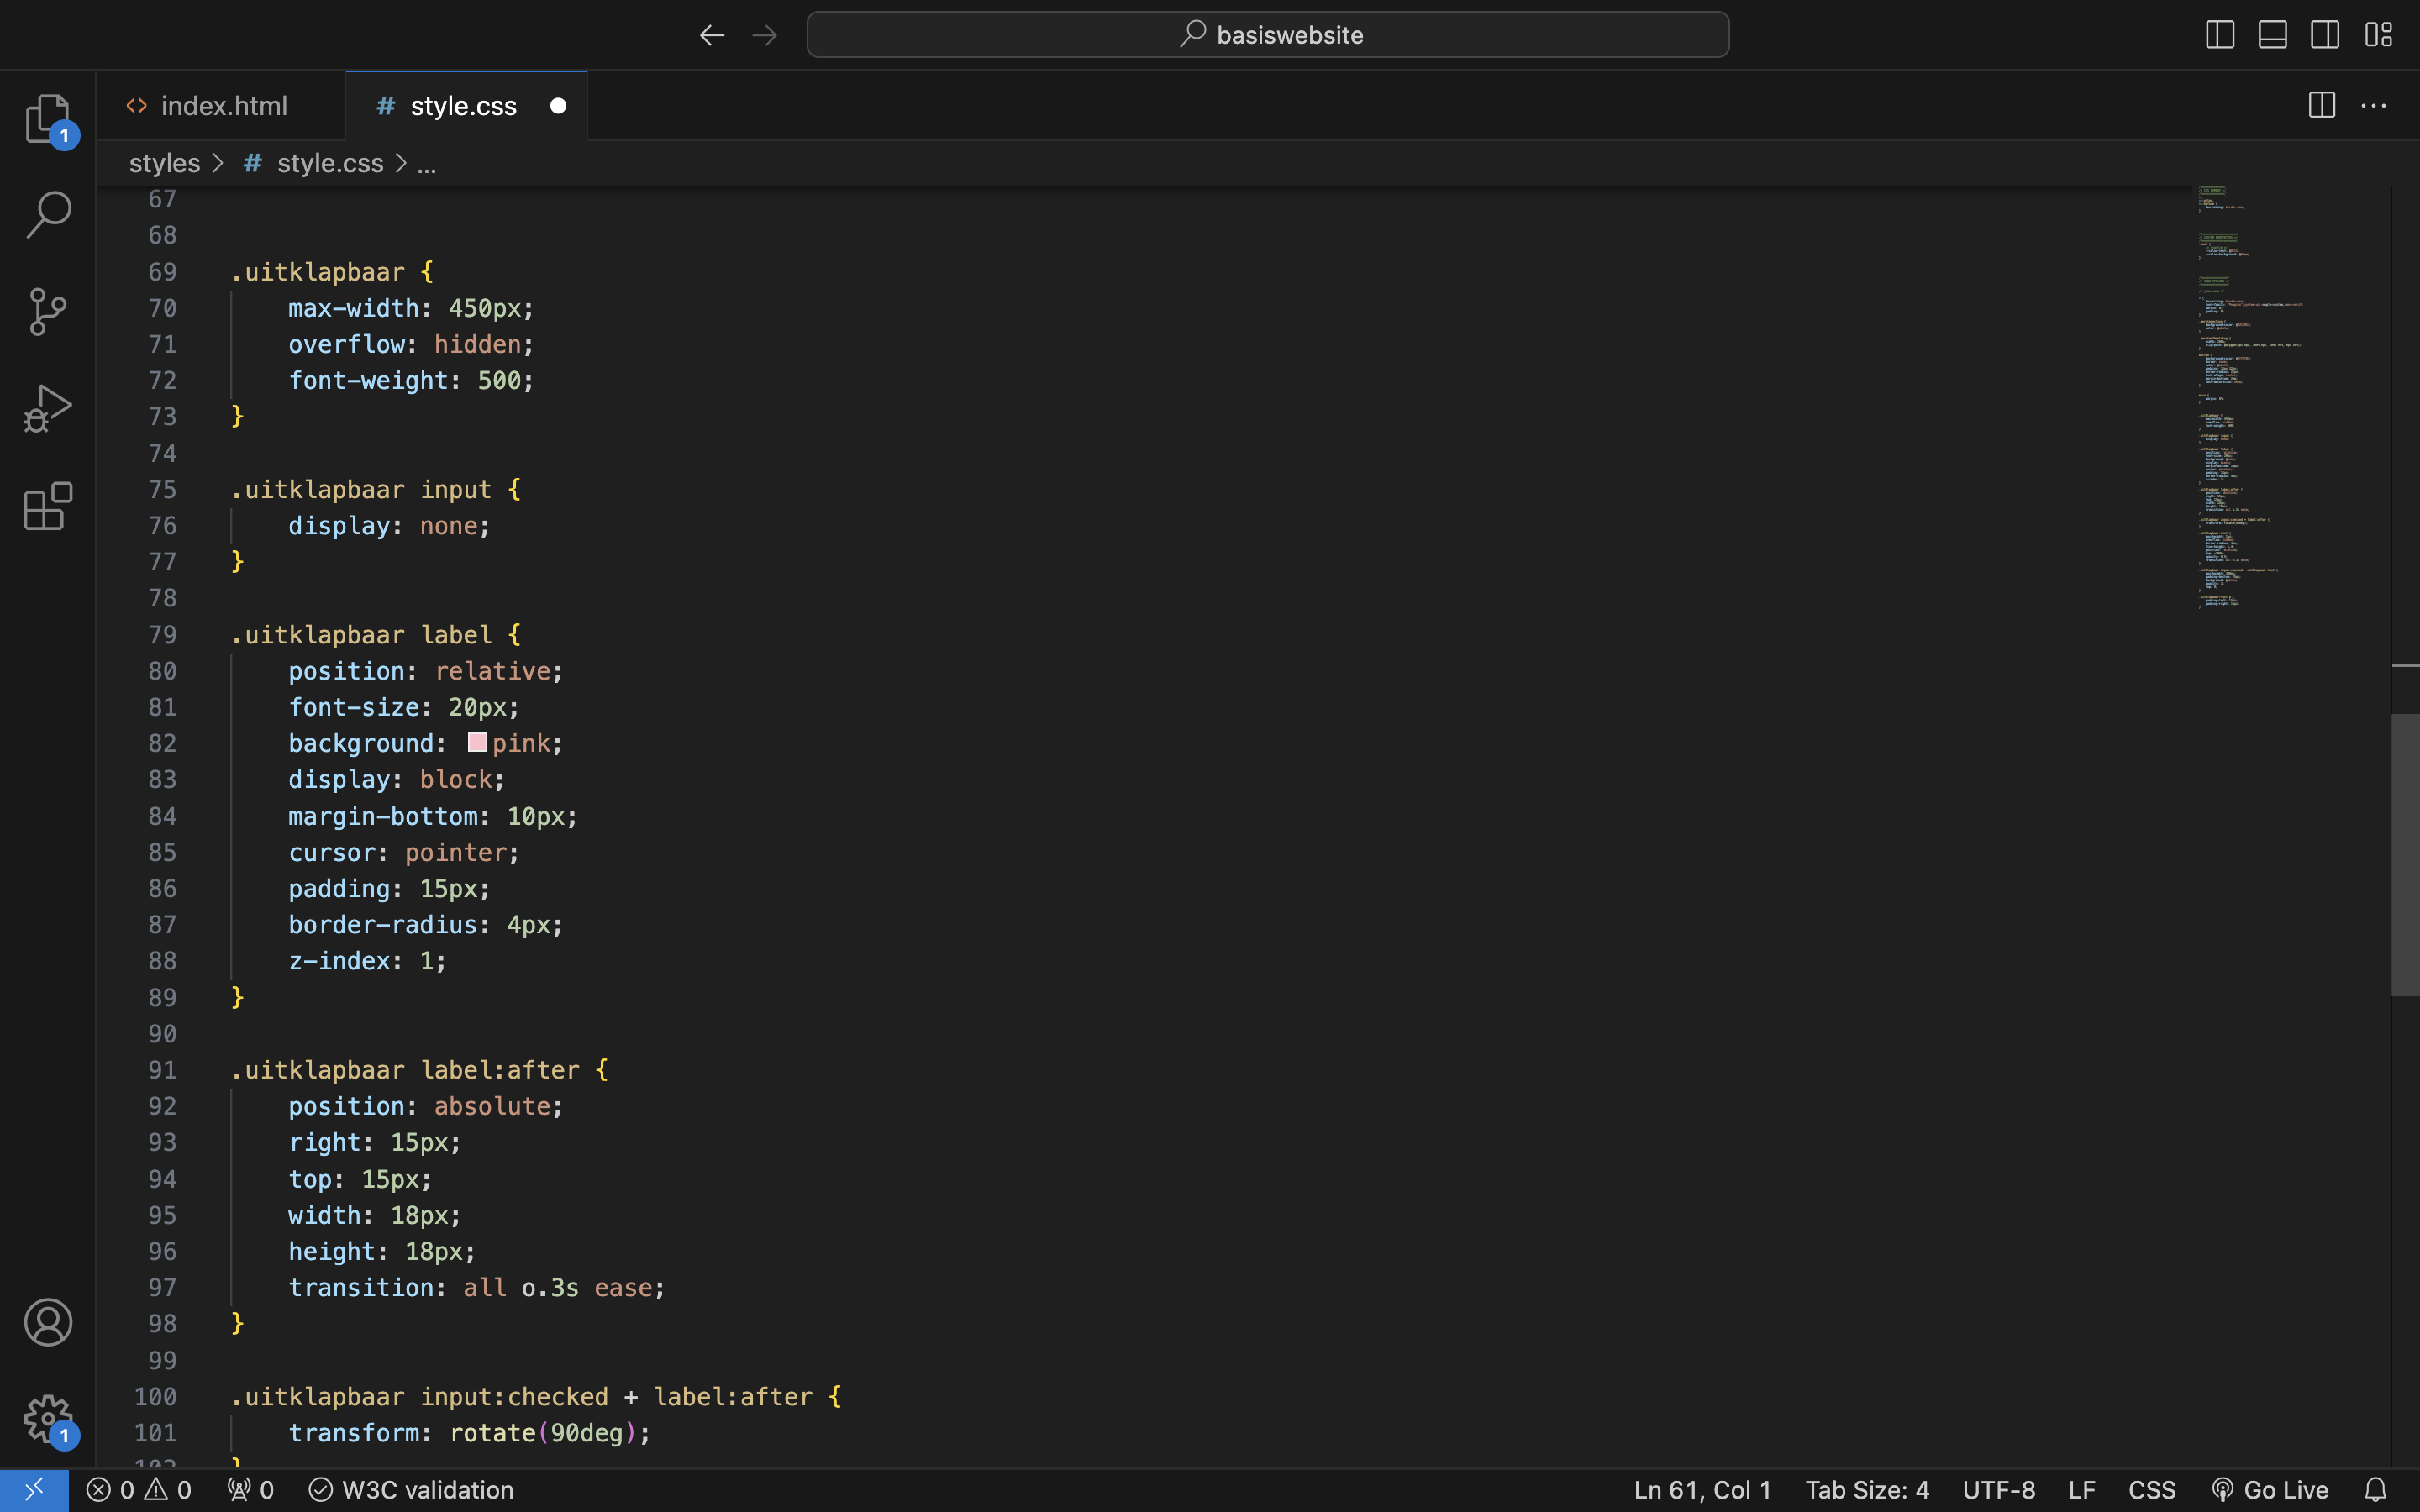 basiswebsite
index.html
# style.css
styles > # style.css > ...
67
68
69 .uitklapbaar {
70 max-width: 450px;
71 overflow: hidden;
72 font-weight: 500;
73 }
74
75 .uitklapbaar input {
76 display: none;
77 }
78
79 .uitklapbaar label {
80 position: relative;
81 font-size: 20px;
82 background: pink;
83 display: block;
84 margin-bottom: 10px;
85 cursor: pointer;
86 padding: 15px;
87 border-radius: 4px;
88 z-index: 1;
89 }
90
91 .uitklapbaar label:after {
92 position: absolute;
93 right: 15px;
94 top: 15px;
95 width: 18px;
96 height: 18px;
97 transition: all o.3s ease;
98 }
99
100 .uitklapbaar input:checked + label:after {
101 transform: rotate(90deg);
102 }
1
1
0 0 0 W3C validation Ln 61, Col 1 Tab Size: 4 UTF-8 LF CSS Go Live